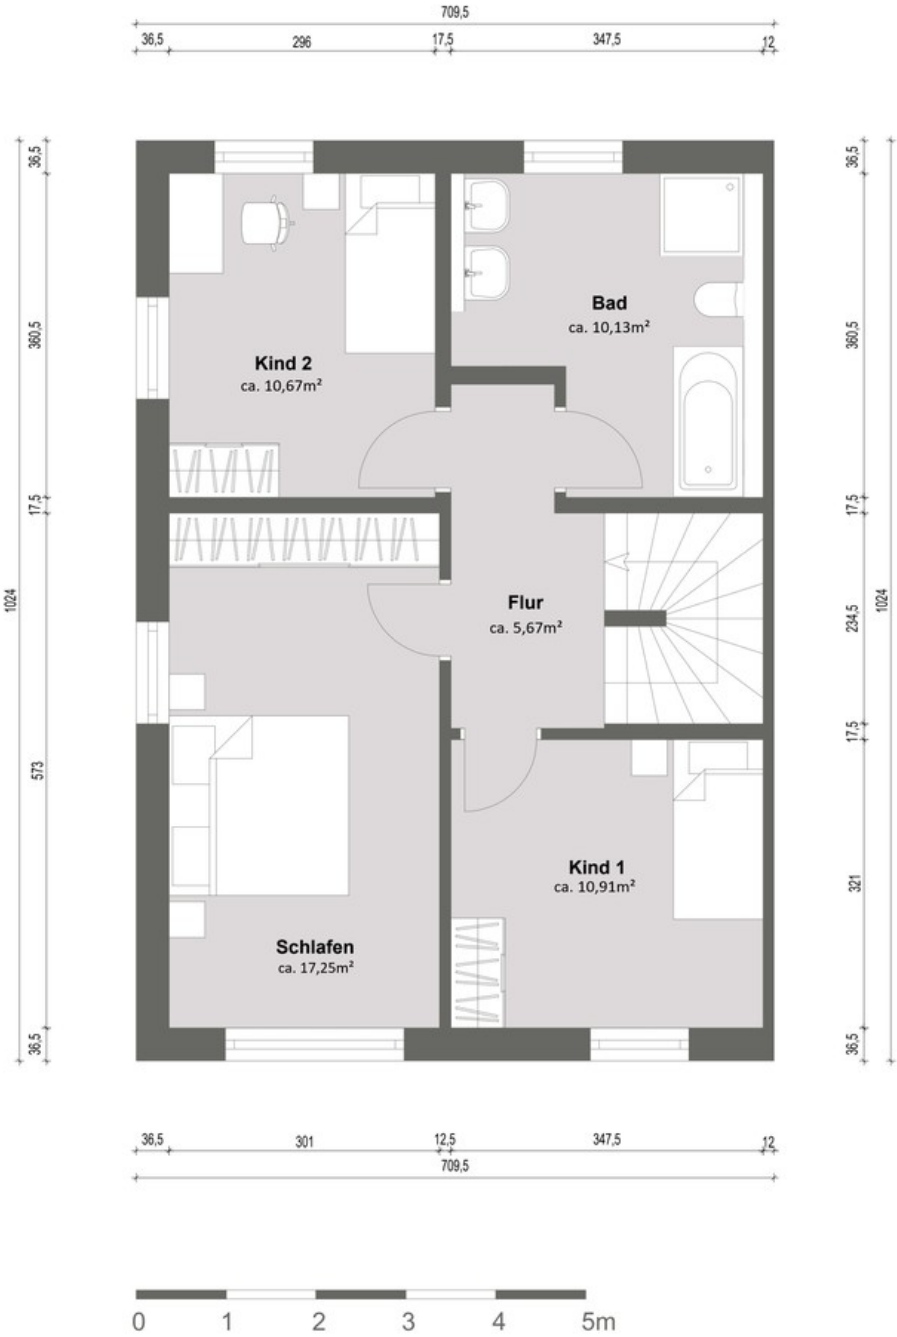 709,5
36,5 296 17,5 347,5 12
36,5
36,5
360,5
360,5
Bad
ca. 10,13m²
Kind 2
ca. 10,67m²
17,5
17,5
1024
234,5
1024
Flur
ca. 5,67m²
17,5
573
Kind 1
ca. 10,91m²
321
Schlafen
ca. 17,25m²
36,5
36,5
36,5 301 12,5 347,5 12
709,5
0 1 2 3 4 5m